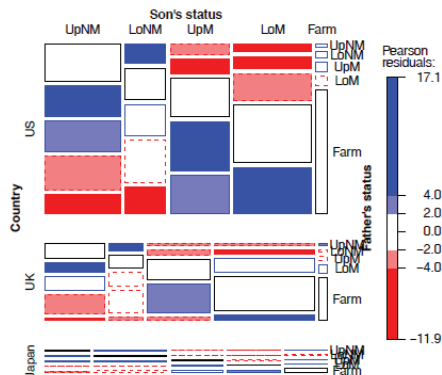 Son's status
UpNM LoNM UpM LoM Farm
Pearson
residuals:
UpNM
LoNM
UpM
LoM
Farm
17.1
4.0
2.0
0.0
−2.0
−4.0
−11.9
Country
US
UK
Japan
Father's status
UpNM
LoNM
UpM
LoM
Farm
UpNM
UpM
Farm